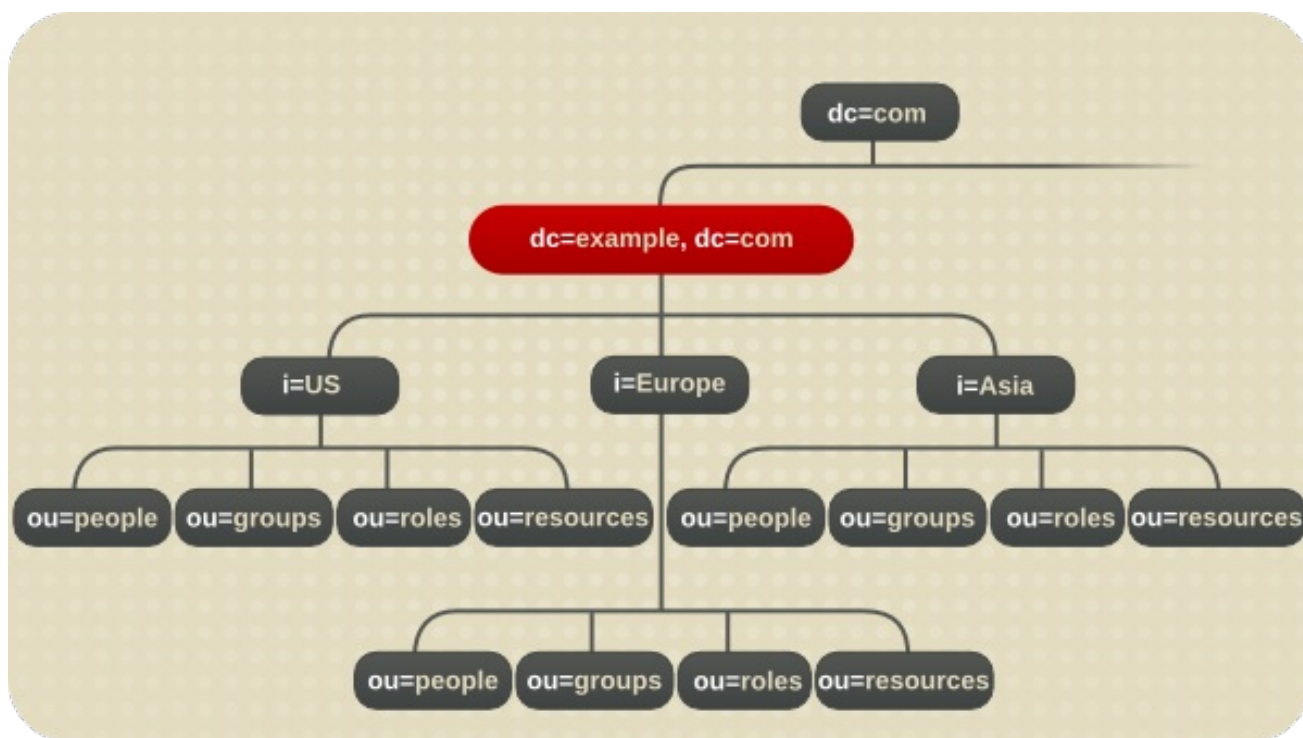 dc=com
dc=example, dc=com
i=US
i=Europe
i=Asia
ou=people
ou=groups
ou=roles
ou=resources
ou=people
ou=groups
ou=roles
ou=resources
ou=people
ou=groups
ou=roles
ou=resources